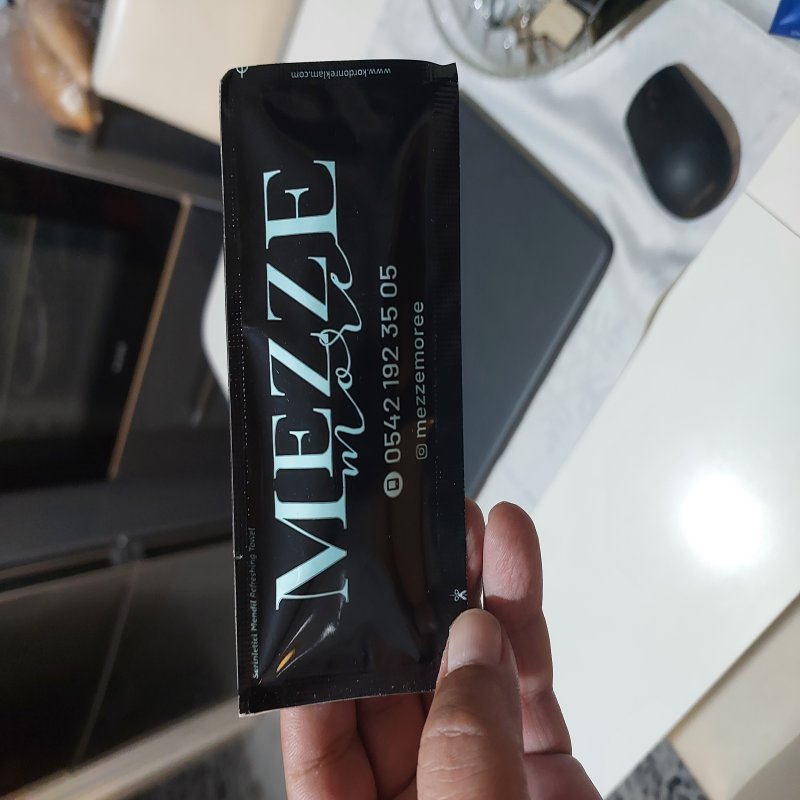 www.kordonreklam.com
MEZZE
more
0542 192 35 05
mezzemoree
Serinletici Mendil Refreshing Towel